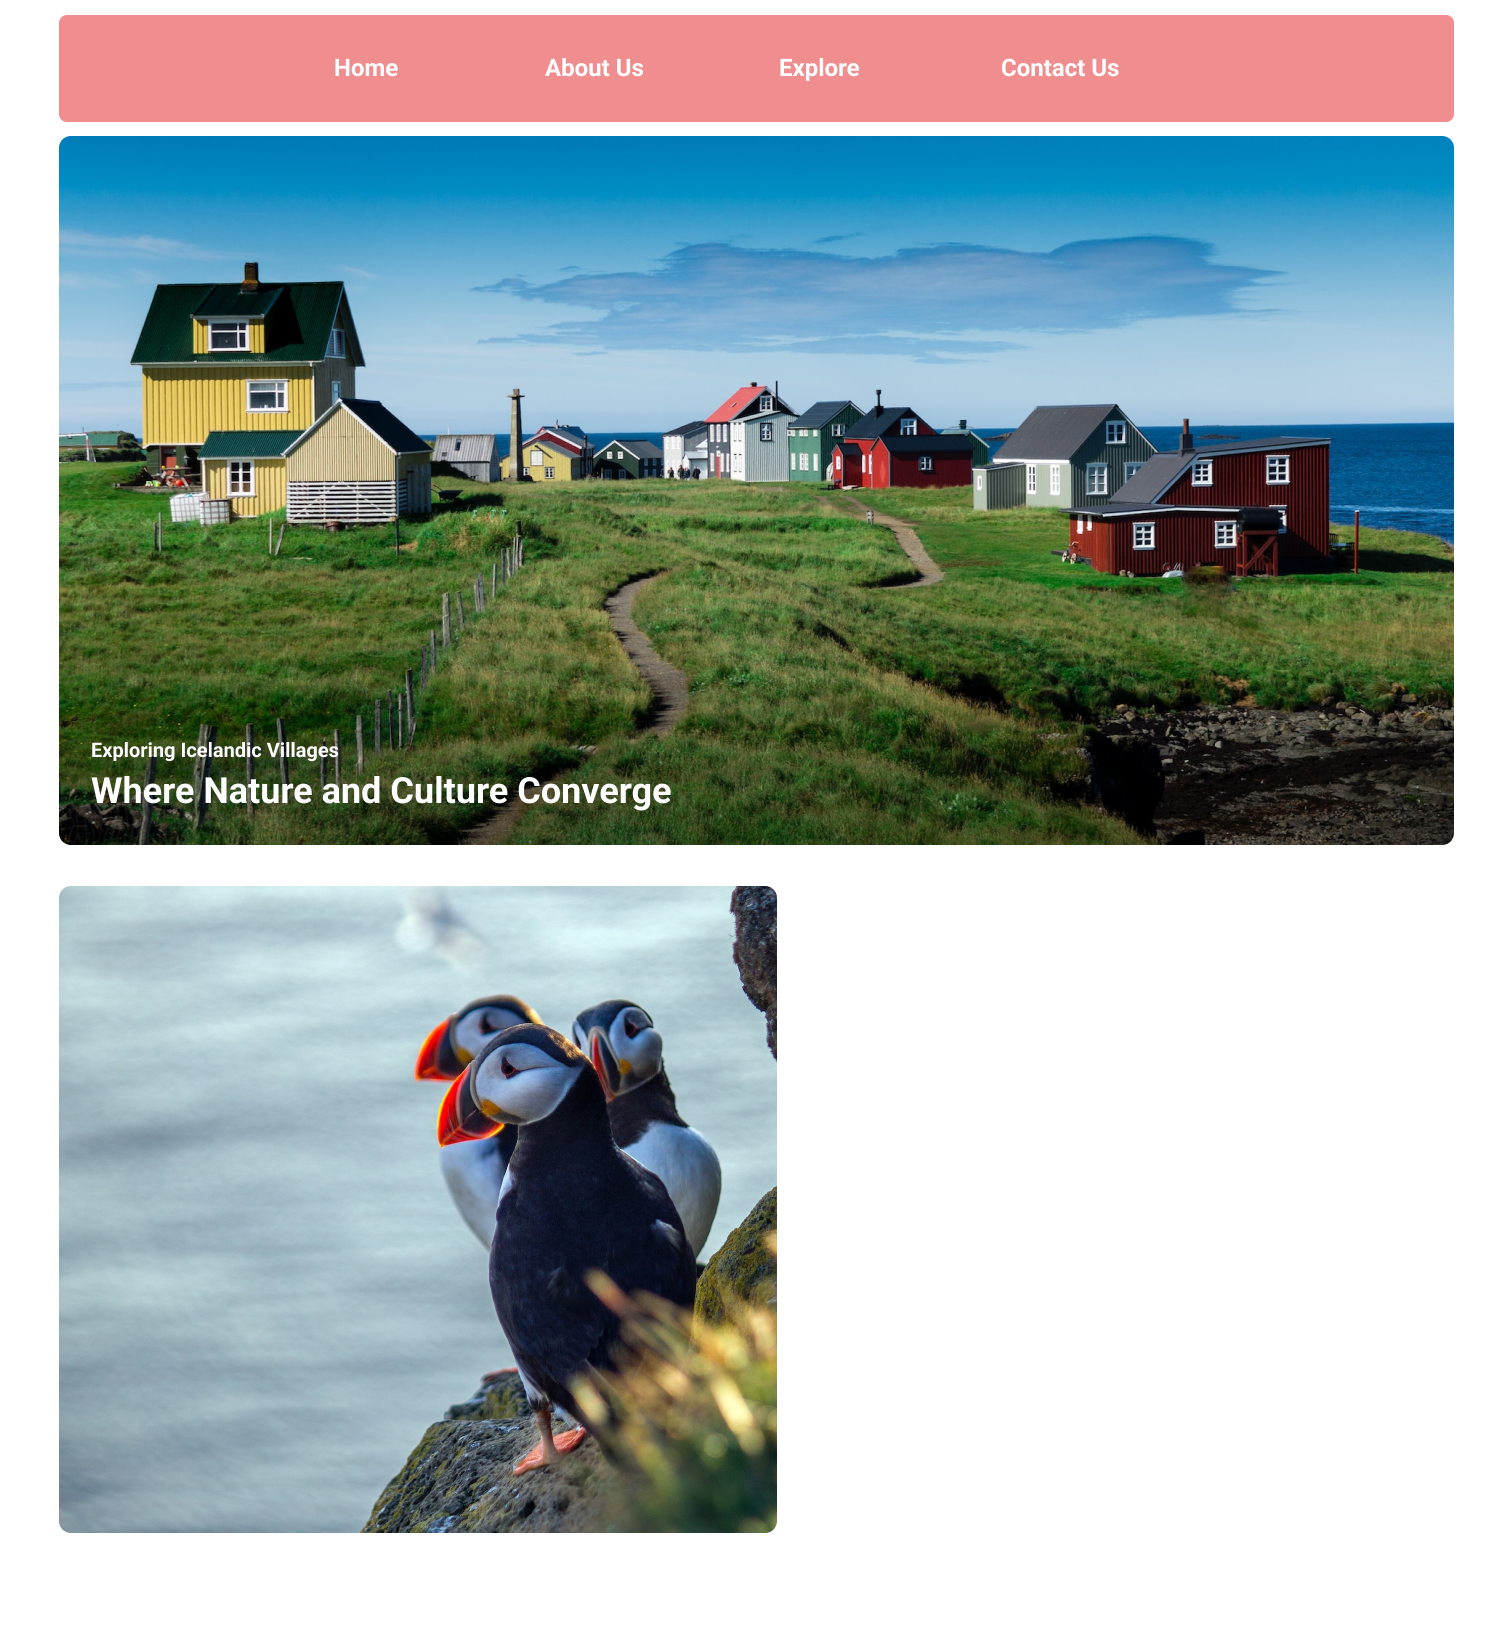 Home About Us Explore Contact Us
Exploring Icelandic Villages
Where Nature and Culture Converge